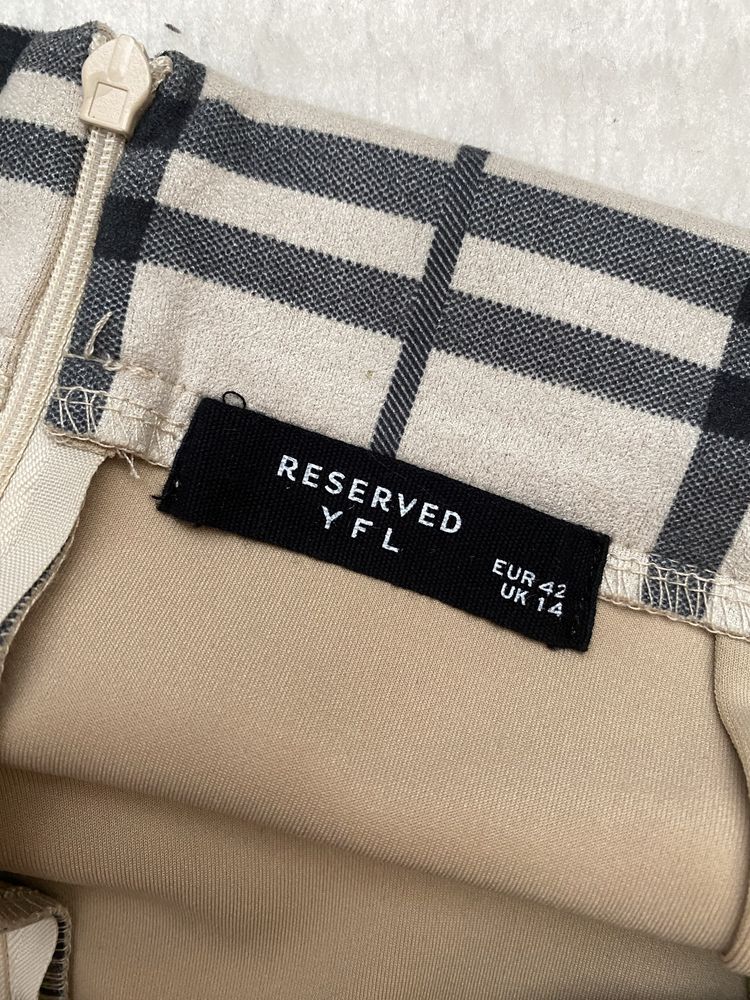 RESERVED
YFL
EUR 42
UK 14